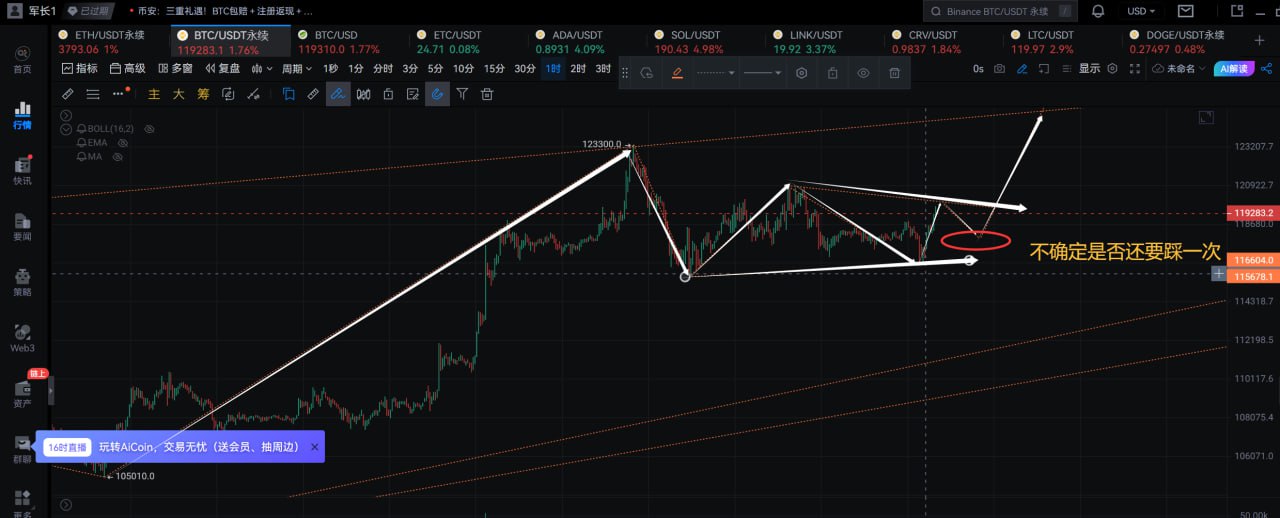 军长1 已过期 • 币安：三重礼遇！BTC包赔＋注册返现＋...
Binance BTC/USDT 永续 /
USD
首页
行情
快讯
要闻
策略
Web3
链上
资产
群聊
更多
ETH/USDT永续
3793.06 1%
BTC/USDT永续
119283.1 1.76%
BTC/USD
119310.0 1.77%
ETC/USDT
24.71 0.08%
ADA/USDT
0.8931 4.09%
SOL/USDT
190.43 4.98%
LINK/USDT
19.92 3.37%
CRV/USDT
0.9837 1.84%
LTC/USDT
119.97 2.9%
DOGE/USDT永续
0.27497 0.48%
指标 高级 多窗 复盘 周期 1秒 1分 分时 3分 5分 10分 15分 30分 1时 2时 3时
0s 显示 未命名 AI解读
主 大 筹
BOLL(16,2)
EMA
MA
123300.0
105010.0
不确定是否还要踩一次
123207.7
120922.7
119283.2
118680.0
116604.0
115678.1
114318.7
112198.5
110117.6
108075.4
106071.0
50.00k
16时直播 玩转AiCoin，交易无忧（送会员、抽周边） ×